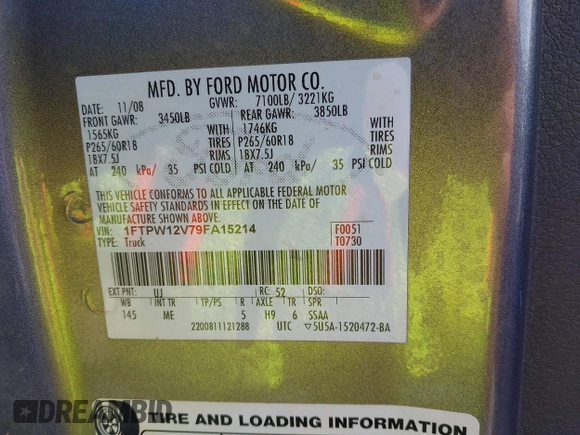 MFD. BY FORD MOTOR CO.
DATE: 11/08 GVWR: 7100LB/ 3221KG
FRONT GAWR: 3450LB REAR GAWR: 3850LB
1565KG WITH 1746KG WITH
P265/60R18 TIRES P265/60R18 TIRES
18X7.5J RIMS 18X7.5J RIMS
AT 240 kPa/ 35 PSI COLD AT 240 kPa/ 35 PSI COLD
THIS VEHICLE CONFORMS TO ALL APPLICABLE FEDERAL MOTOR
VEHICLE SAFETY STANDARDS IN EFFECT ON THE DATE OF
MANUFACTURE SHOWN ABOVE.
VIN: 1FTPW12V79FA15214 F0051
TYPE: Truck T0730
EXT PNT: UJ RC: 52 DSO:
WB INT TR TP/PS R AXLE TR SPR
145 ME 5 H9 6 SSAA
2200811121288 UTC ▽5U5A-1520472-BA
TIRE AND LOADING INFORMATION
DREAMBID